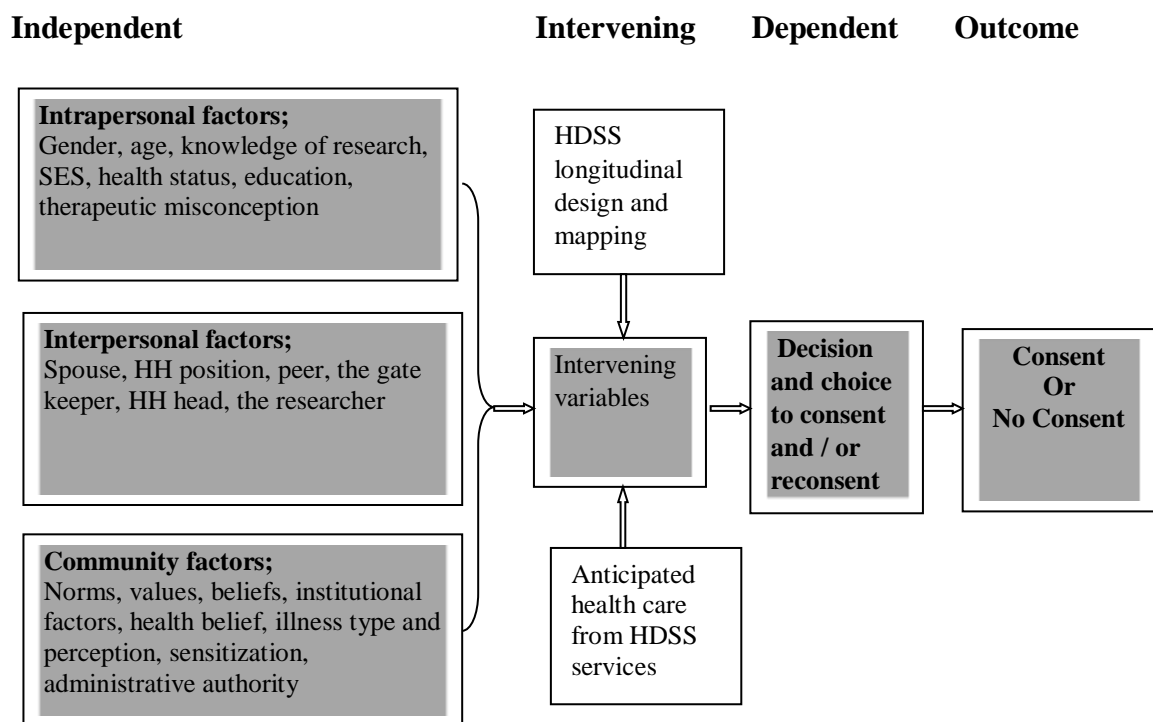 Independent Intervening Dependent Outcome
Intrapersonal factors;
Gender, age, knowledge of research,
SES, health status, education,
therapeutic misconception
Interpersonal factors;
Spouse, HH position, peer, the gate
keeper, HH head, the researcher
Community factors;
Norms, values, beliefs, institutional
factors, health belief, illness type and
perception, sensitization,
administrative authority
HDSS
longitudinal
design and
mapping
Intervening
variables
Anticipated
health care
from HDSS
services
Decision
and choice
to consent
and / or
reconsent
Consent
Or
No Consent